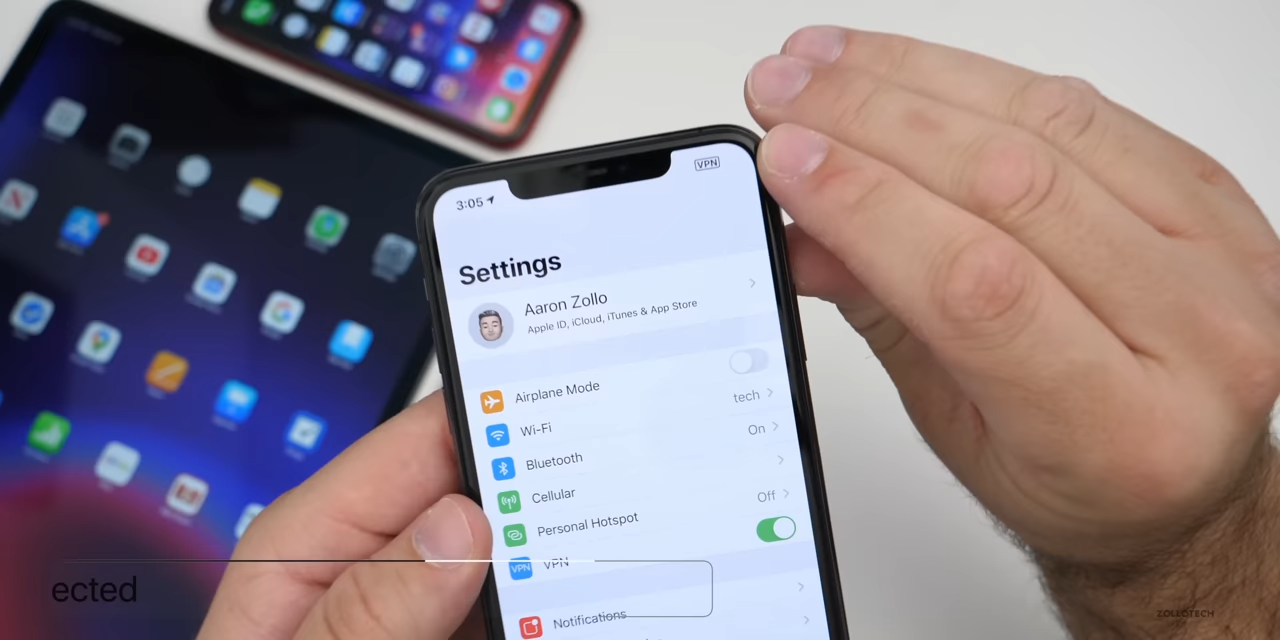 3:05
VPN
Settings
Aaron Zollo
Apple ID, iCloud, iTunes & App Store
Airplane Mode
Wi-Fi
tech
Bluetooth
On
Cellular
Personal Hotspot
Off
VPN
VPN
Notifications
ected
ZOLLOTECH